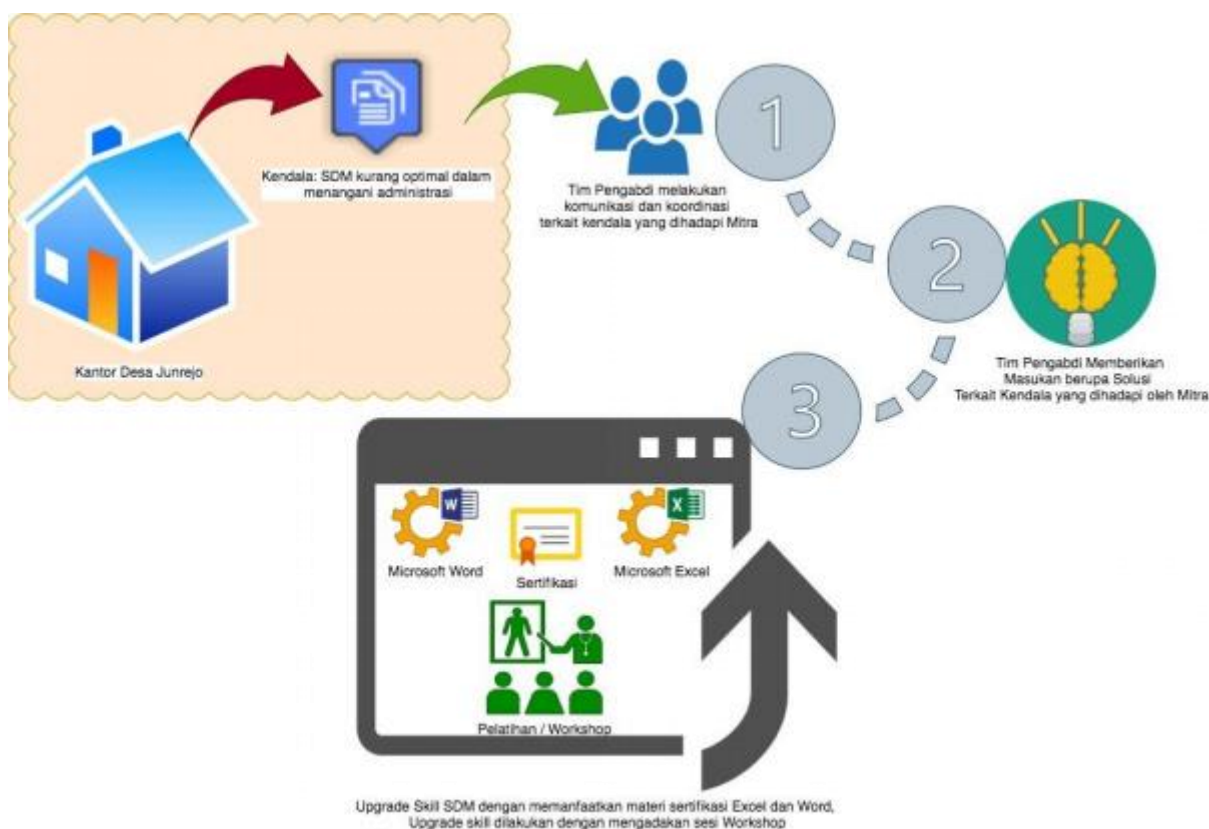 Kendala: SDM kurang optimal dalam
menangani administrasi
Kantor Desa Junrejo
Tim Pengabdi melakukan
komunikasi dan koordinasi
terkait kendala yang dihadapi Mitra
1
2
Tim Pengabdi Memberikan
Masukan berupa Solusi
Terkait Kendala yang dihadapi oleh Mitra
3
W
X
Microsoft Word
Sertifikasi
Microsoft Excel
Pelatihan / Workshop
Upgrade Skill SDM dengan memanfaatkan materi sertifikasi Excel dan Word,
Upgrade skill dilakukan dengan mengadakan sesi Workshop